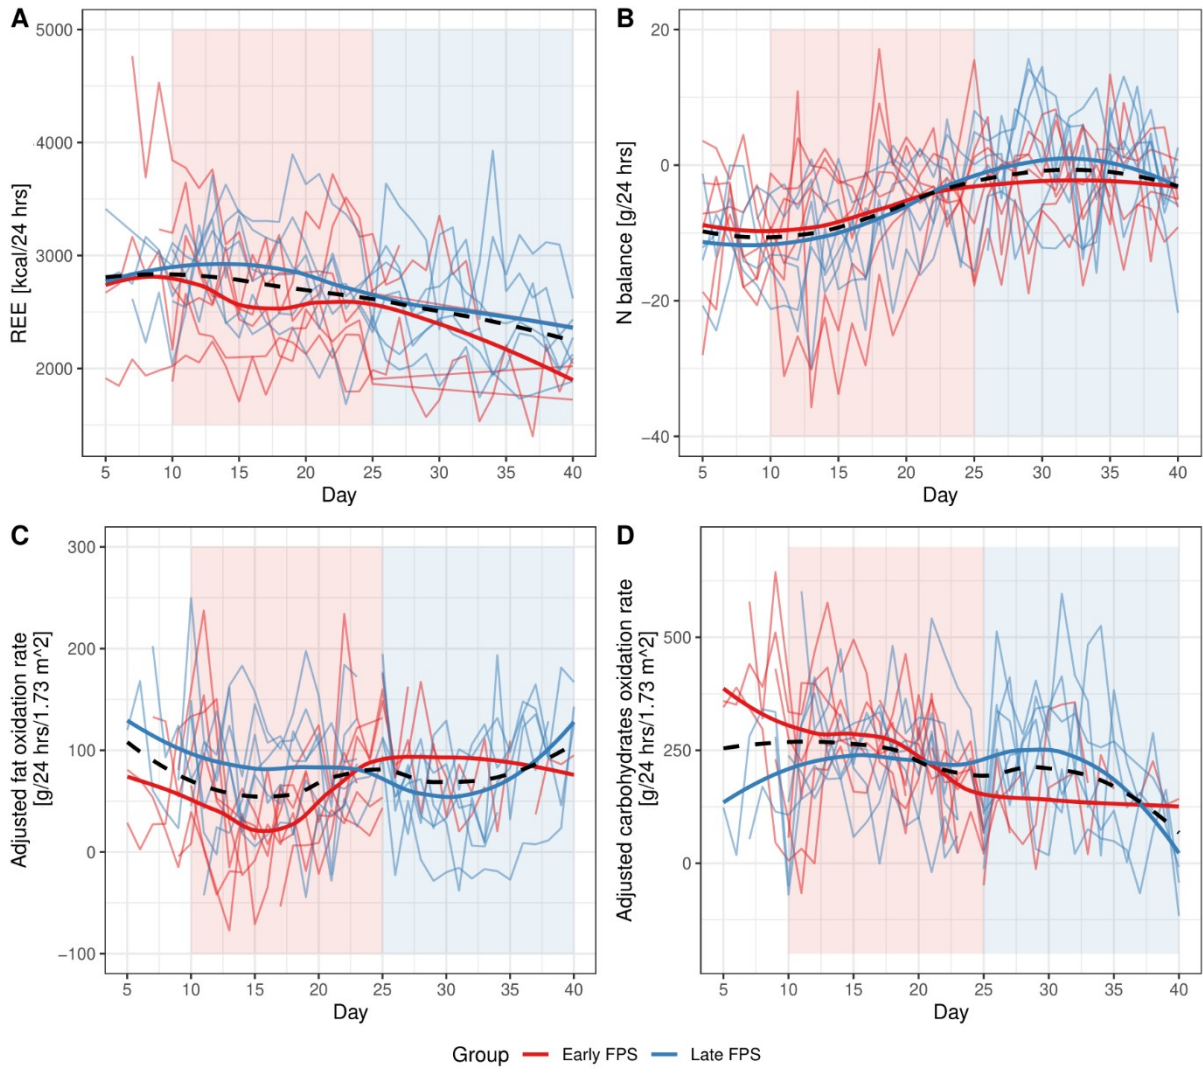 A
5000
4000
3000
2000
REE [kcal/24 hrs]
5 10 15 20 25 30 35 40
Day
B
20
0
−20
−40
N balance [g/24 hrs]
5 10 15 20 25 30 35 40
Day
C
300
200
100
0
−100
Adjusted fat oxidation rate
[g/24 hrs/1.73 m^2]
5 10 15 20 25 30 35 40
Day
D
500
250
0
Adjusted carbohydrates oxidation rate
[g/24 hrs/1.73 m^2]
5 10 15 20 25 30 35 40
Day
Group Early FPS Late FPS